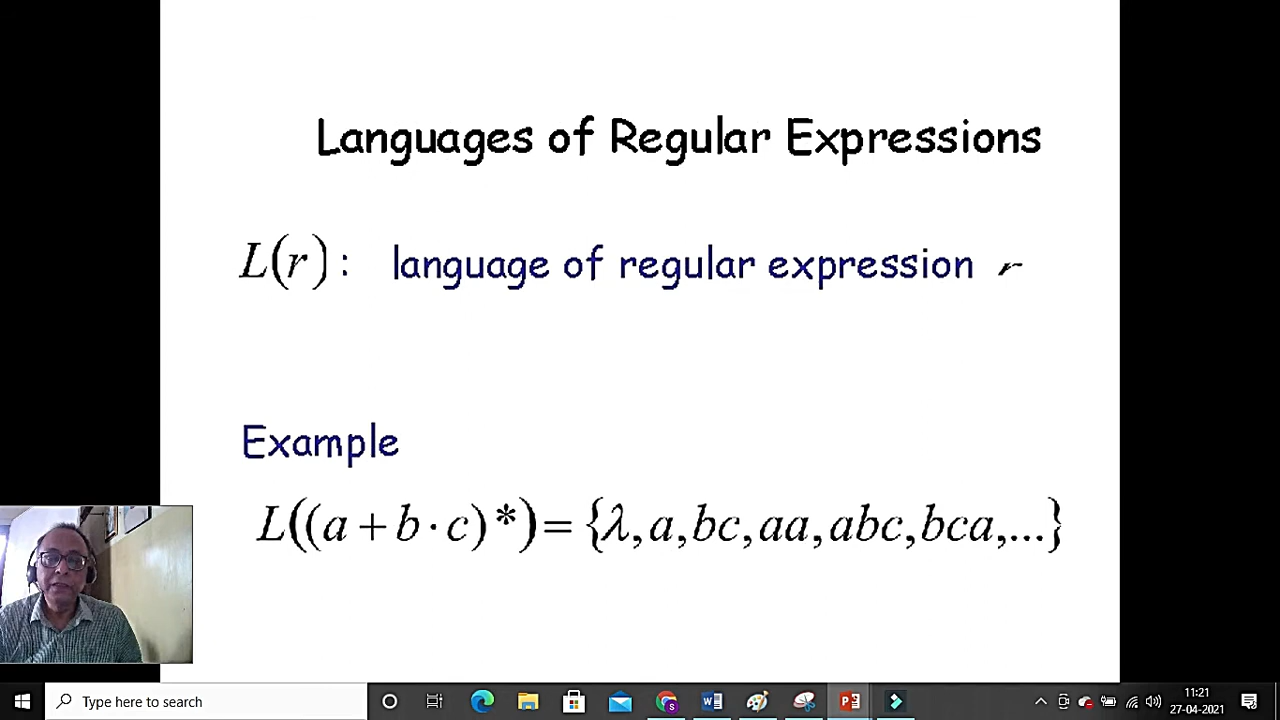 Languages of Regular Expressions
L(r) : language of regular expression r
Example
L((a + b · c) *) = {λ, a, bc, aa, abc, bca,...}
Type here to search
11:21
27-04-2021